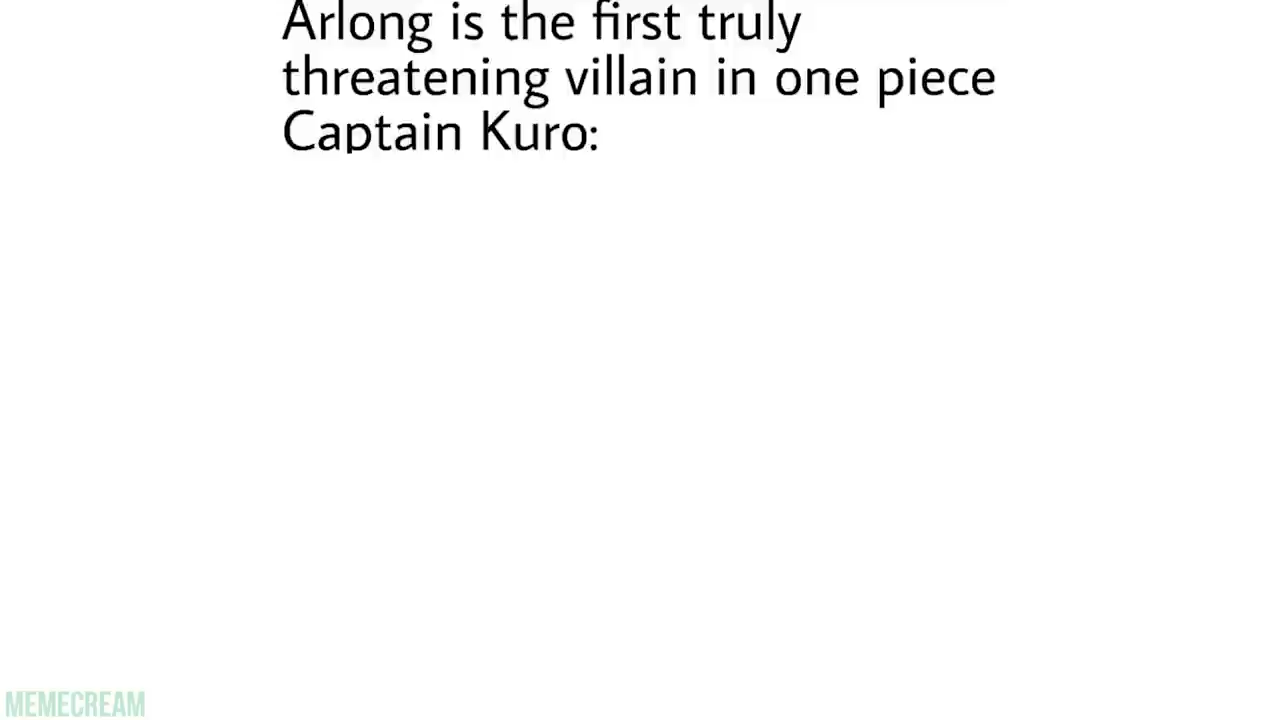 Arlong is the first truly
threatening villain in one piece
Captain Kuro:
MEMECREAM